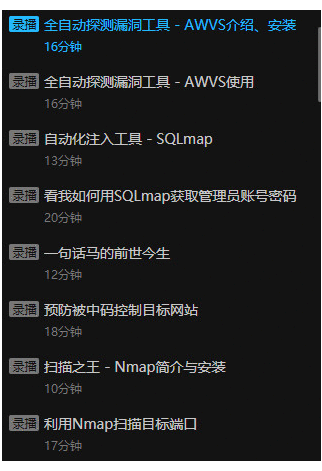 录播 全自动探测漏洞工具 - AWVS介绍、安装
16分钟
录播 全自动探测漏洞工具 - AWVS使用
16分钟
录播 自动化注入工具 - SQLmap
13分钟
录播 看我如何用SQLmap获取管理员账号密码
20分钟
录播 一句话马的前世今生
12分钟
录播 预防被中码控制目标网站
18分钟
录播 扫描之王 - Nmap简介与安装
10分钟
录播 利用Nmap扫描目标端口
17分钟